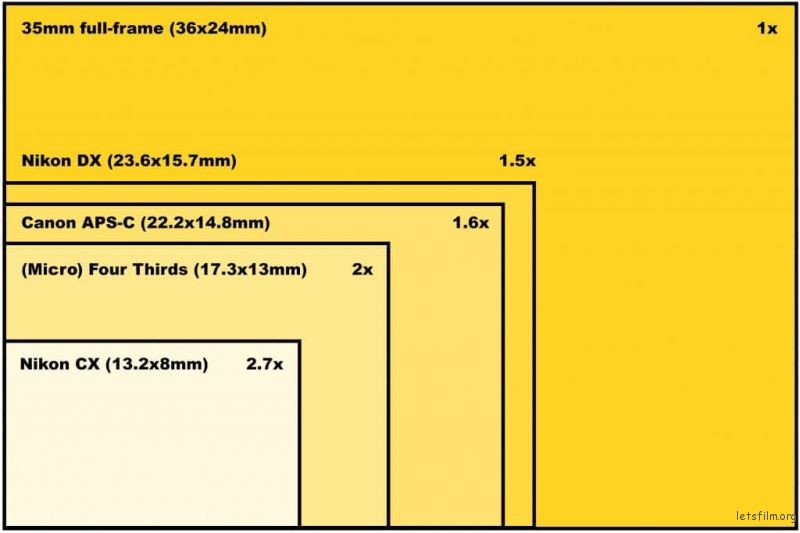 35mm full-frame (36x24mm) 1x
Nikon DX (23.6x15.7mm) 1.5x
Canon APS-C (22.2x14.8mm) 1.6x
(Micro) Four Thirds (17.3x13mm) 2x
Nikon CX (13.2x8mm) 2.7x
letsfilm.org